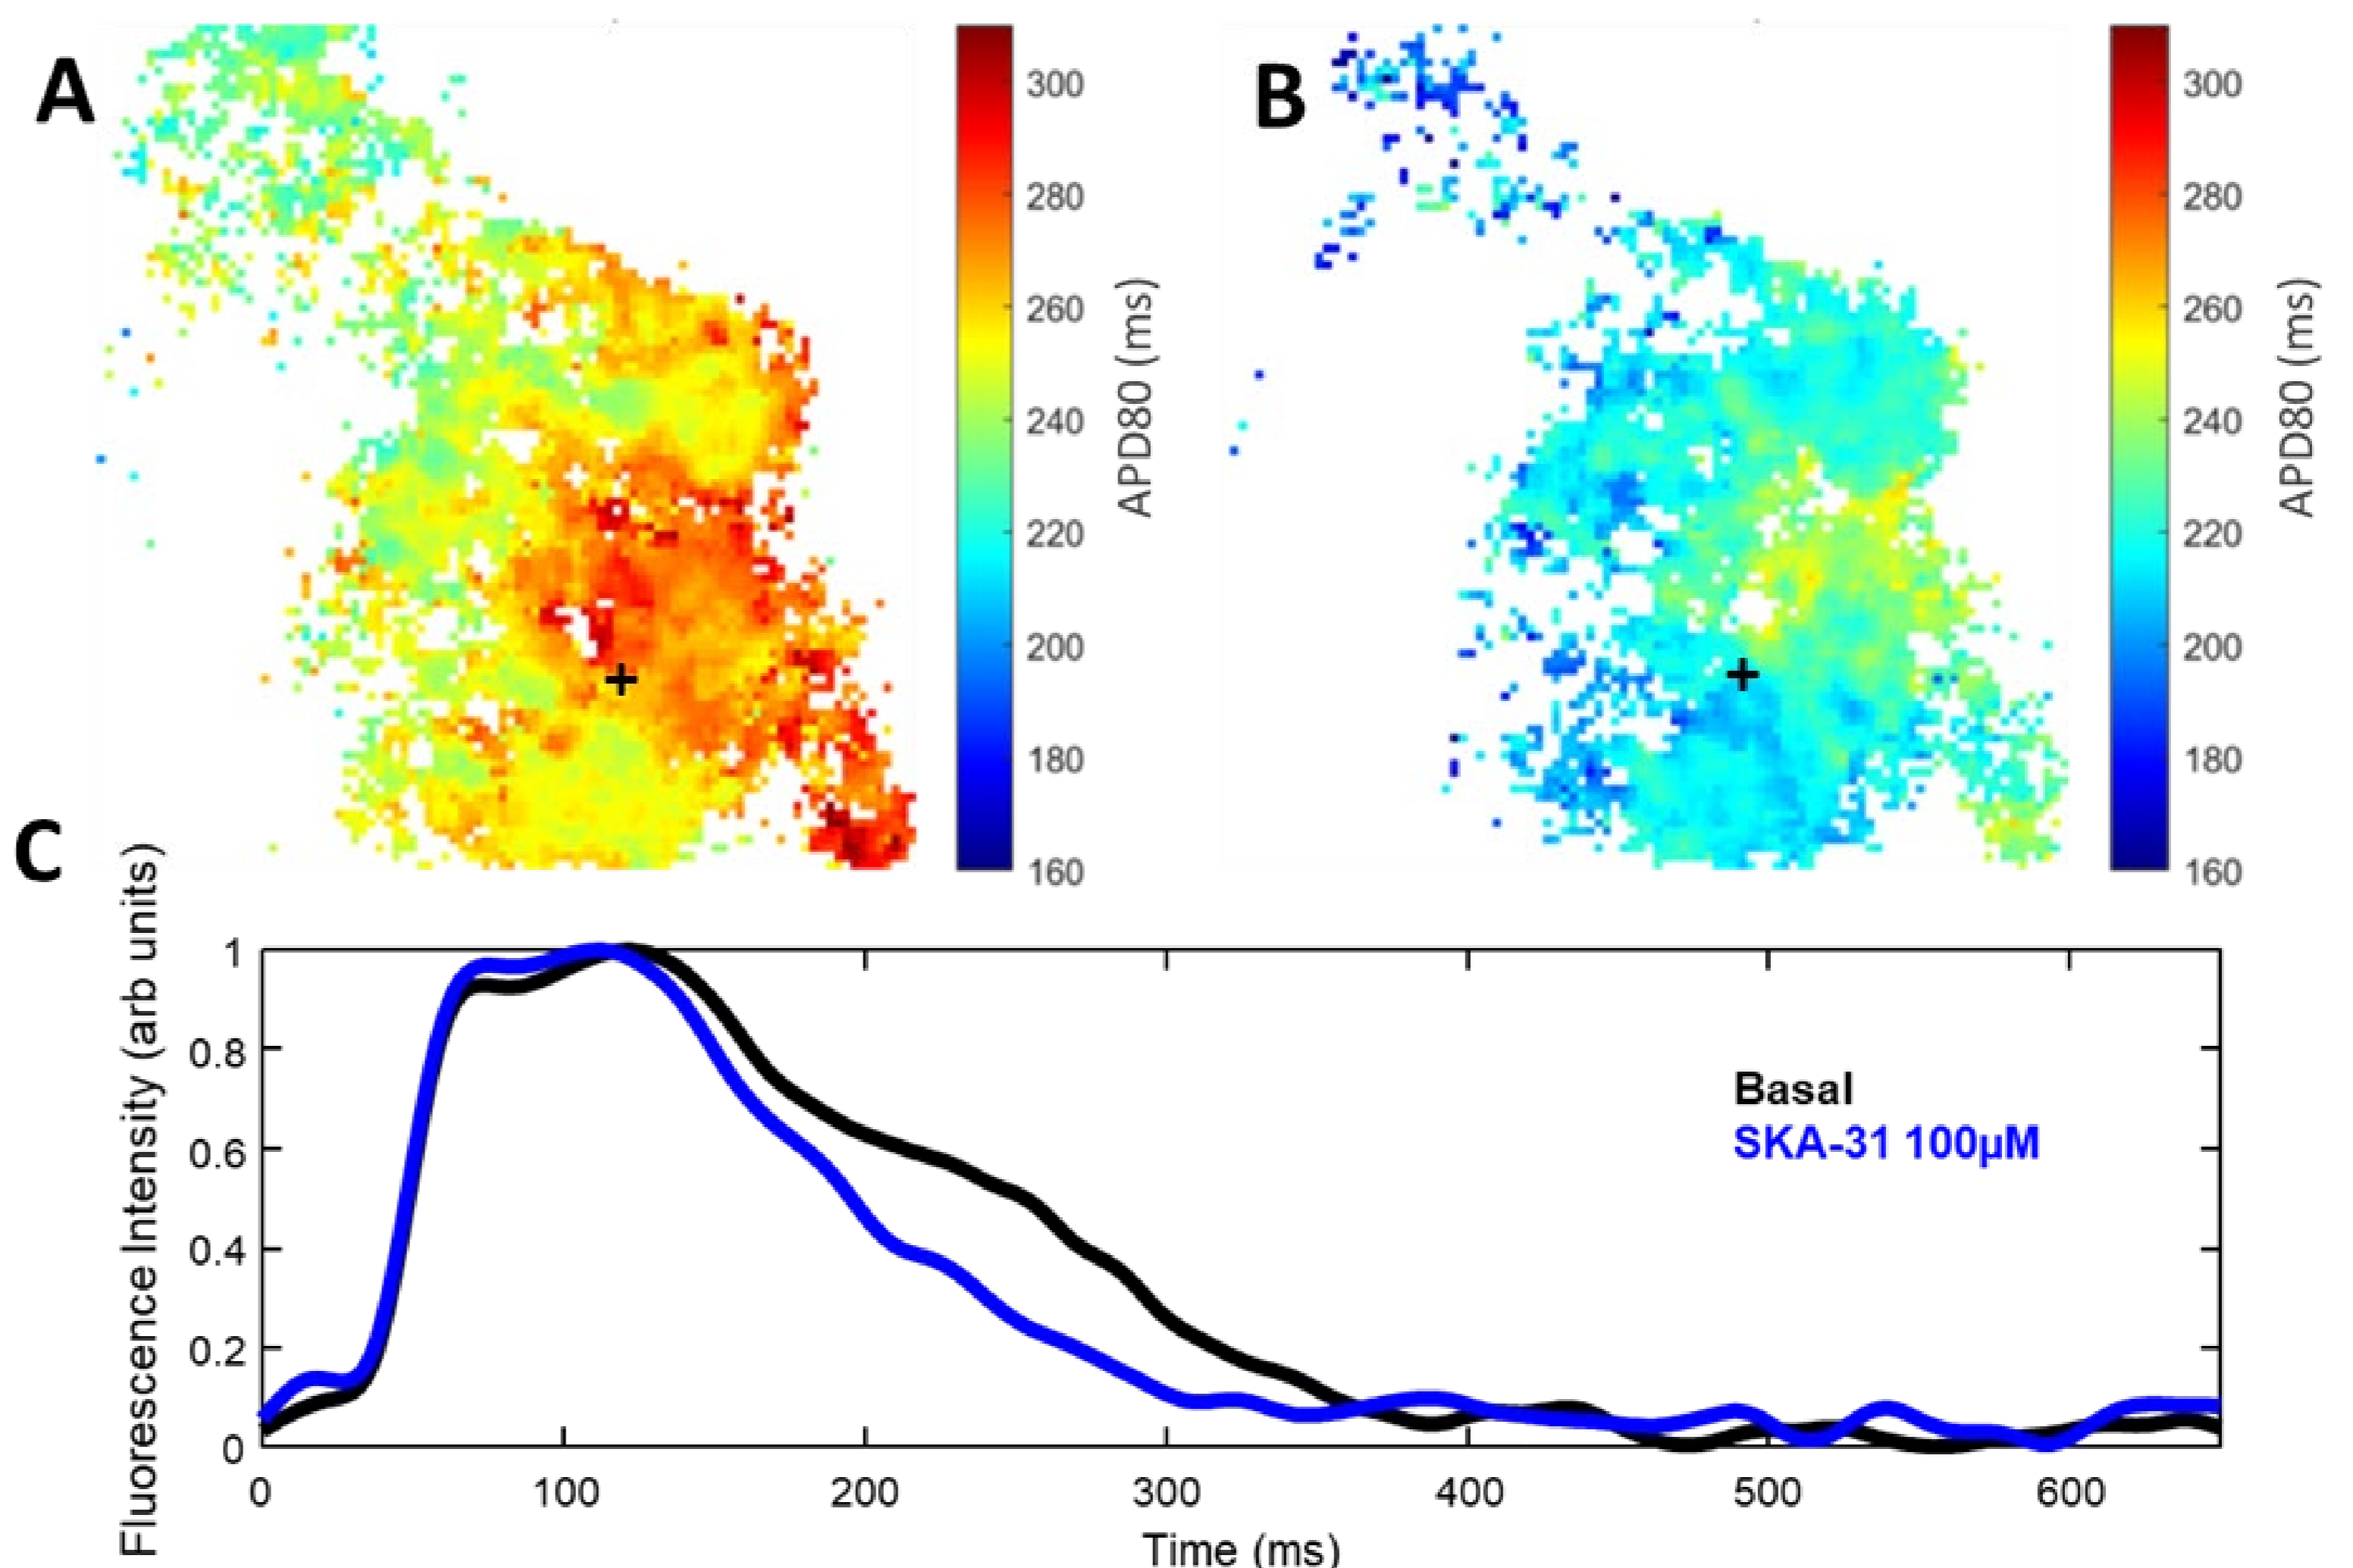 A
300
280
260
240
220
200
180
160
APD80 (ms)
B
300
280
260
240
220
200
180
160
APD80 (ms)
C
Fluorescence Intensity (arb units)
1
0.8
0.6
0.4
0.2
0
Basal
SKA-31 100µM
0 100 200 300 400 500 600
Time (ms)